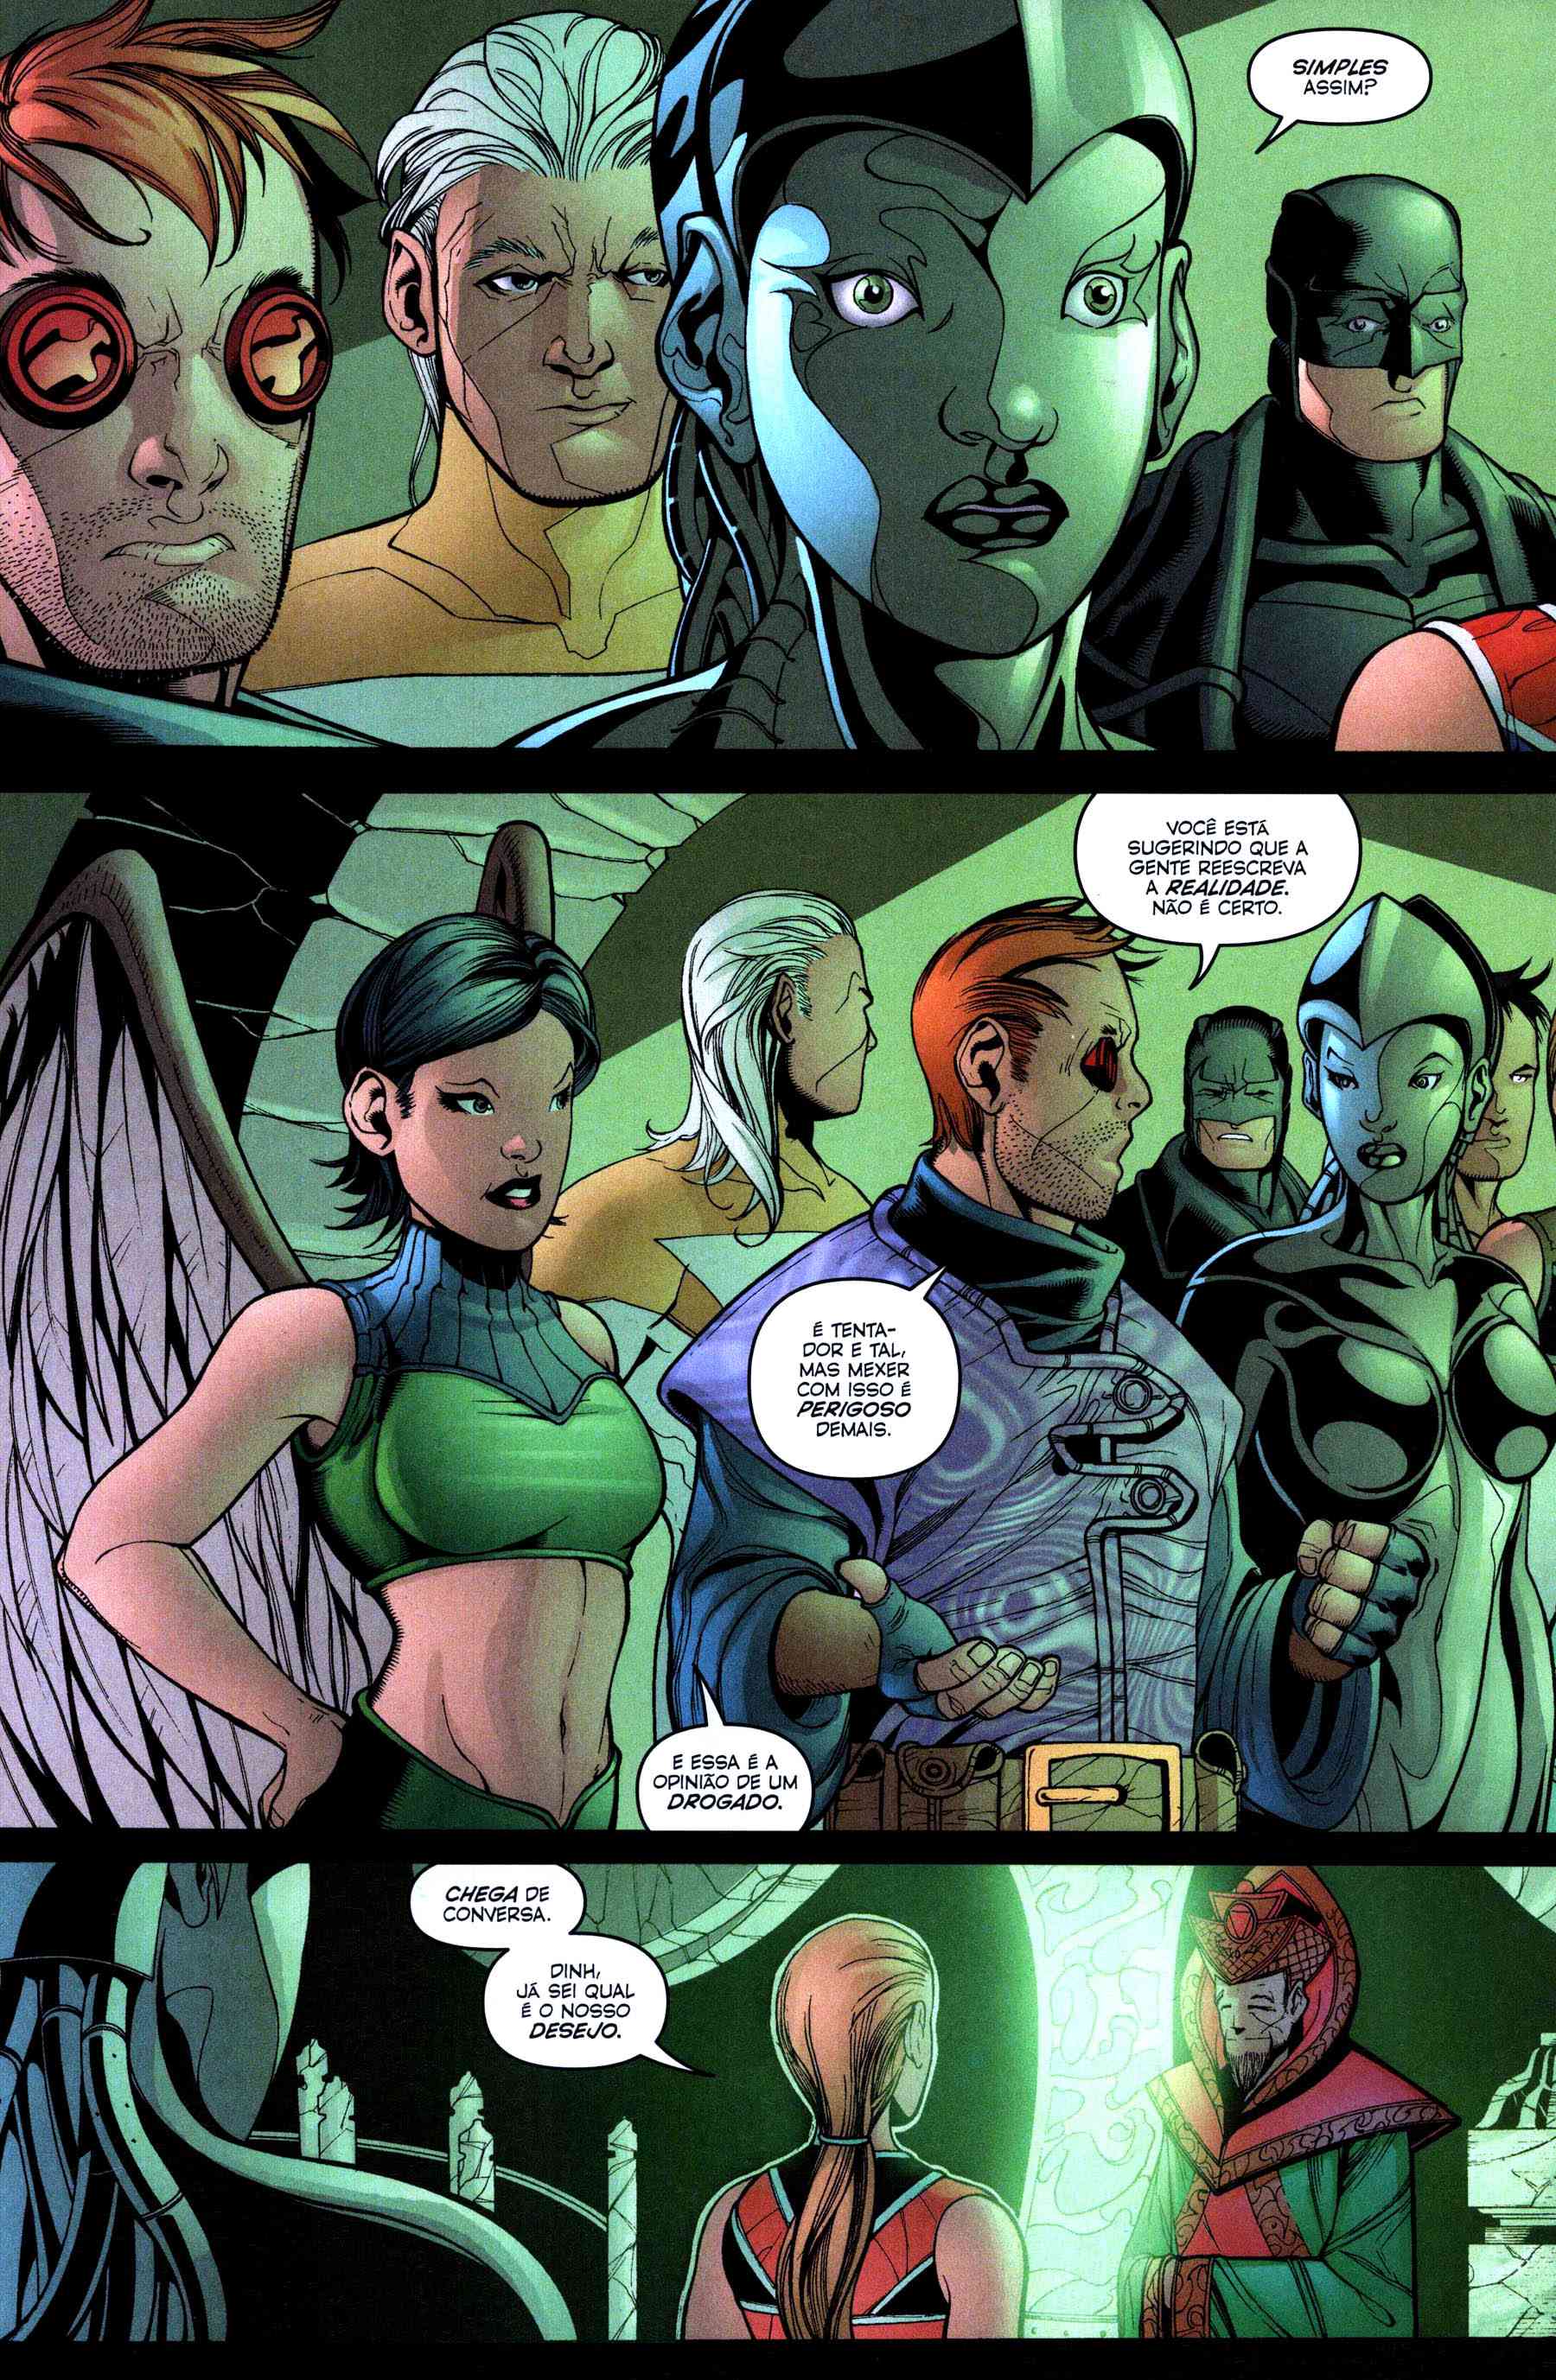 SIMPLES
ASSIM?
VOCÊ ESTÁ
SUGERINDO QUE A
GENTE REESCREVA
A REALIDADE.
NÃO É CERTO.
É TENTA-
DOR E TAL,
MAS MEXER
COM ISSO É
PERIGOSO
DEMAIS.
E ESSA É A
OPINIÃO DE UM
DROGADO.
CHEGA DE
CONVERSA.
DINH,
JÁ SEI QUAL
É O NOSSO
DESEJO.